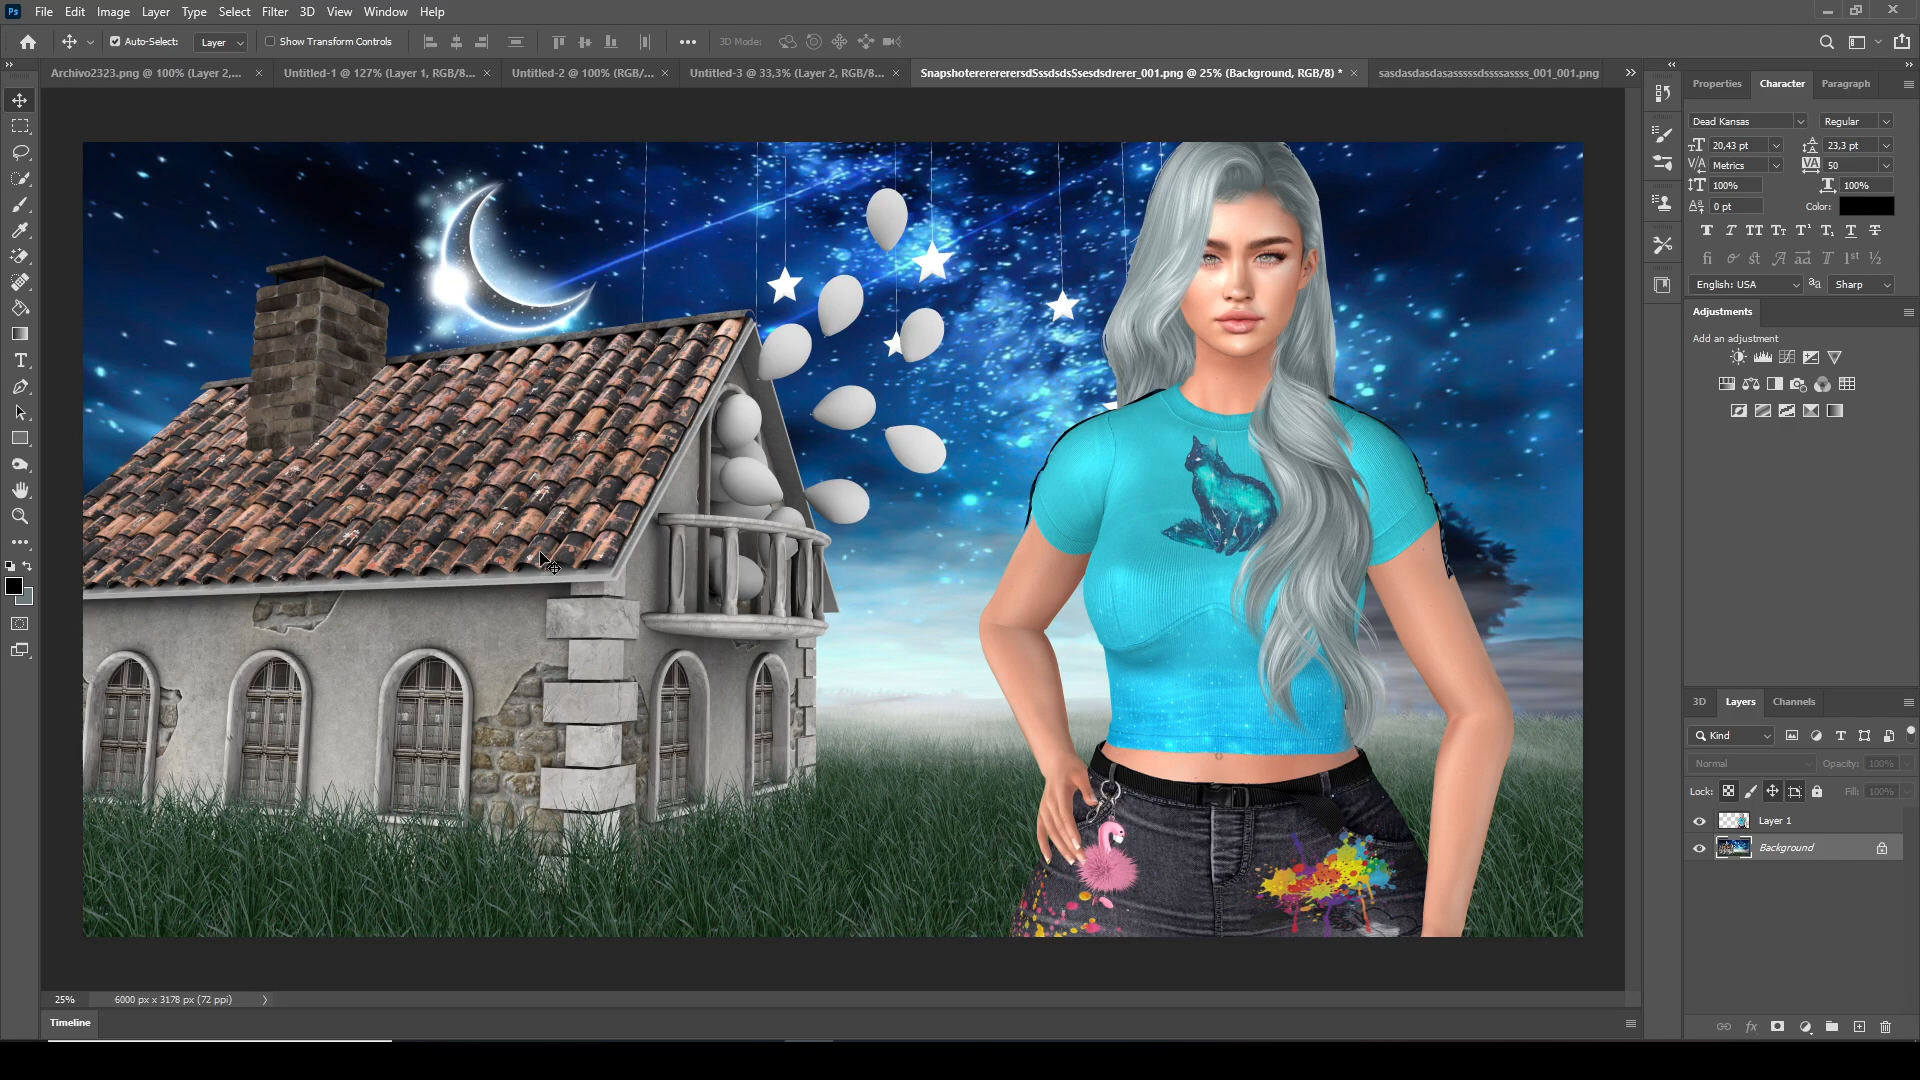 Ps File Edit Image Layer Type Select Filter 3D View Window Help
Auto-Select: Layer Show Transform Controls 3D Mode:
Archivo2323.png @ 100% (Layer 2,... Untitled-1 @ 127% (Layer 1, RGB/8... Untitled-2 @ 100% (RGB/... Untitled-3 @ 33,3% (Layer 2, RGB/8... SnapshoterererererersdSssdsdsSsesdsdrerer_001.png @ 25% (Background, RGB/8) * sasdasdasdasasssssdssssassss_001_001.png
Properties Character Paragraph
Dead Kansas Regular
20,43 pt 23,3 pt
Metrics 50
100% 100%
0 pt Color:
English: USA Sharp
Adjustments
Add an adjustment
3D Layers Channels
Kind
Normal Opacity: 100%
Lock: Fill: 100%
Layer 1
Background
25% 6000 px x 3178 px (72 ppi)
Timeline